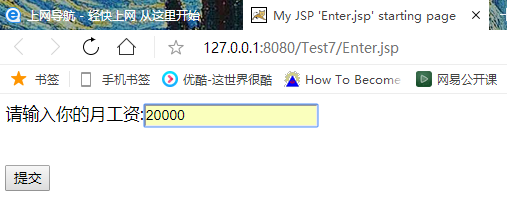 上网导航 - 轻快上网 从这里开始
My JSP 'Enter.jsp' starting page
127.0.0.1:8080/Test7/Enter.jsp
书签 手机书签 优酷-这世界很酷 How To Become 网易公开课
请输入你的月工资:20000
提交